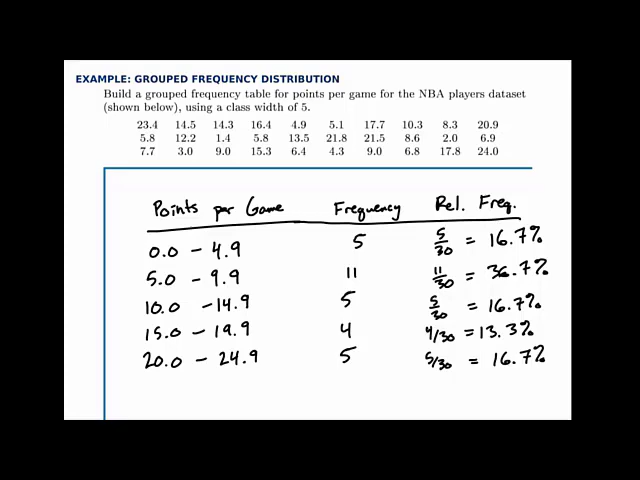 EXAMPLE: GROUPED FREQUENCY DISTRIBUTION
Build a grouped frequency table for points per game for the NBA players dataset
(shown below), using a class width of 5.
23.4 14.5 14.3 16.4 4.9 5.1 17.7 10.3 8.3 20.9
5.8 12.2 1.4 5.8 13.5 21.8 21.5 8.6 2.0 6.9
7.7 3.0 9.0 15.3 6.4 4.3 9.0 6.8 17.8 24.0
Points per Game Frequency Rel. Freq.
0.0 - 4.9 5 5/30 = 16.7%
5.0 - 9.9 11 11/30 = 36.7%
10.0 - 14.9 5 5/30 = 16.7%
15.0 - 19.9 4 4/30 = 13.3%
20.0 - 24.9 5 5/30 = 16.7%